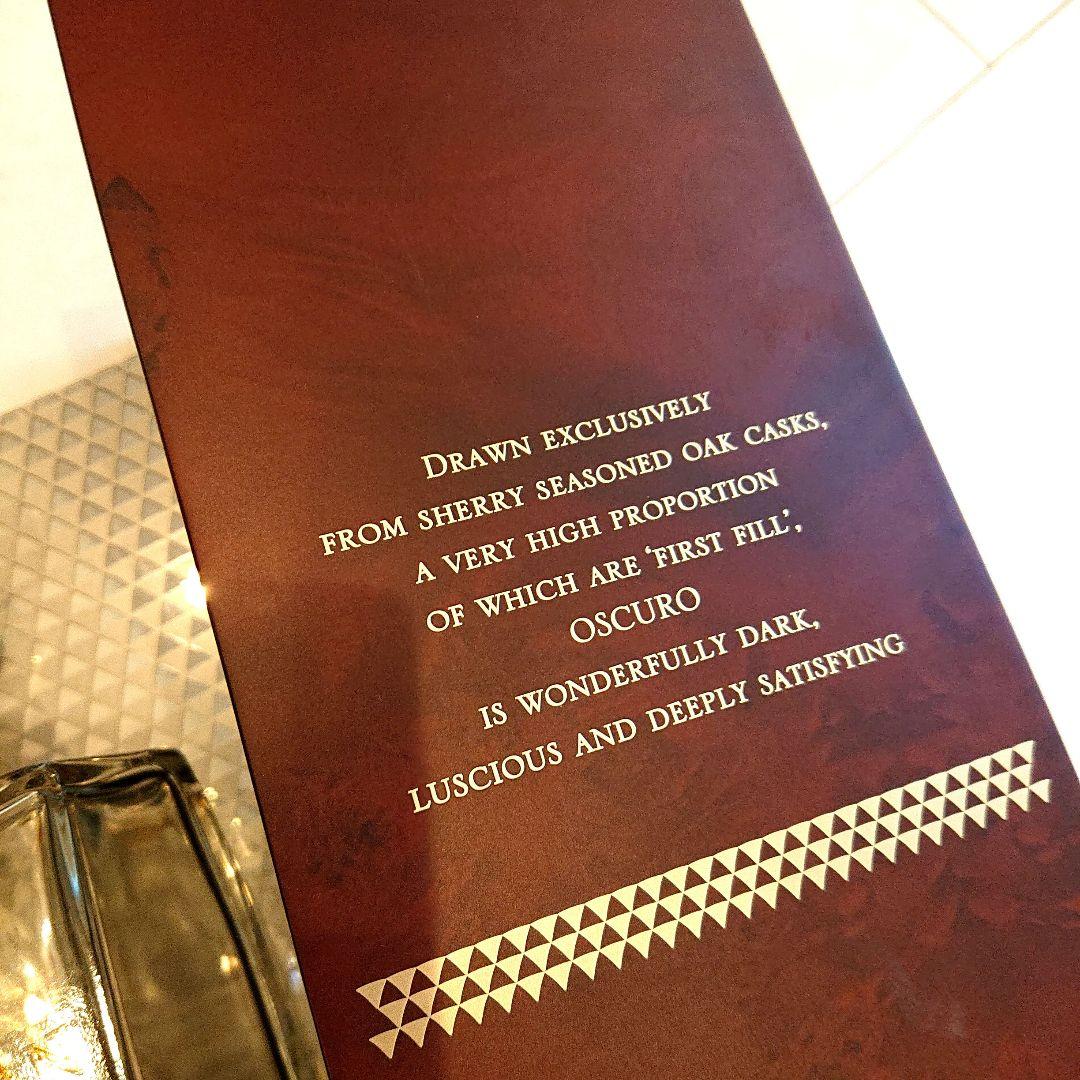 Drawn exclusively
from sherry seasoned oak casks,
a very high proportion
of which are ‘first fill’,
OSCURO
is wonderfully dark,
luscious and deeply satisfying